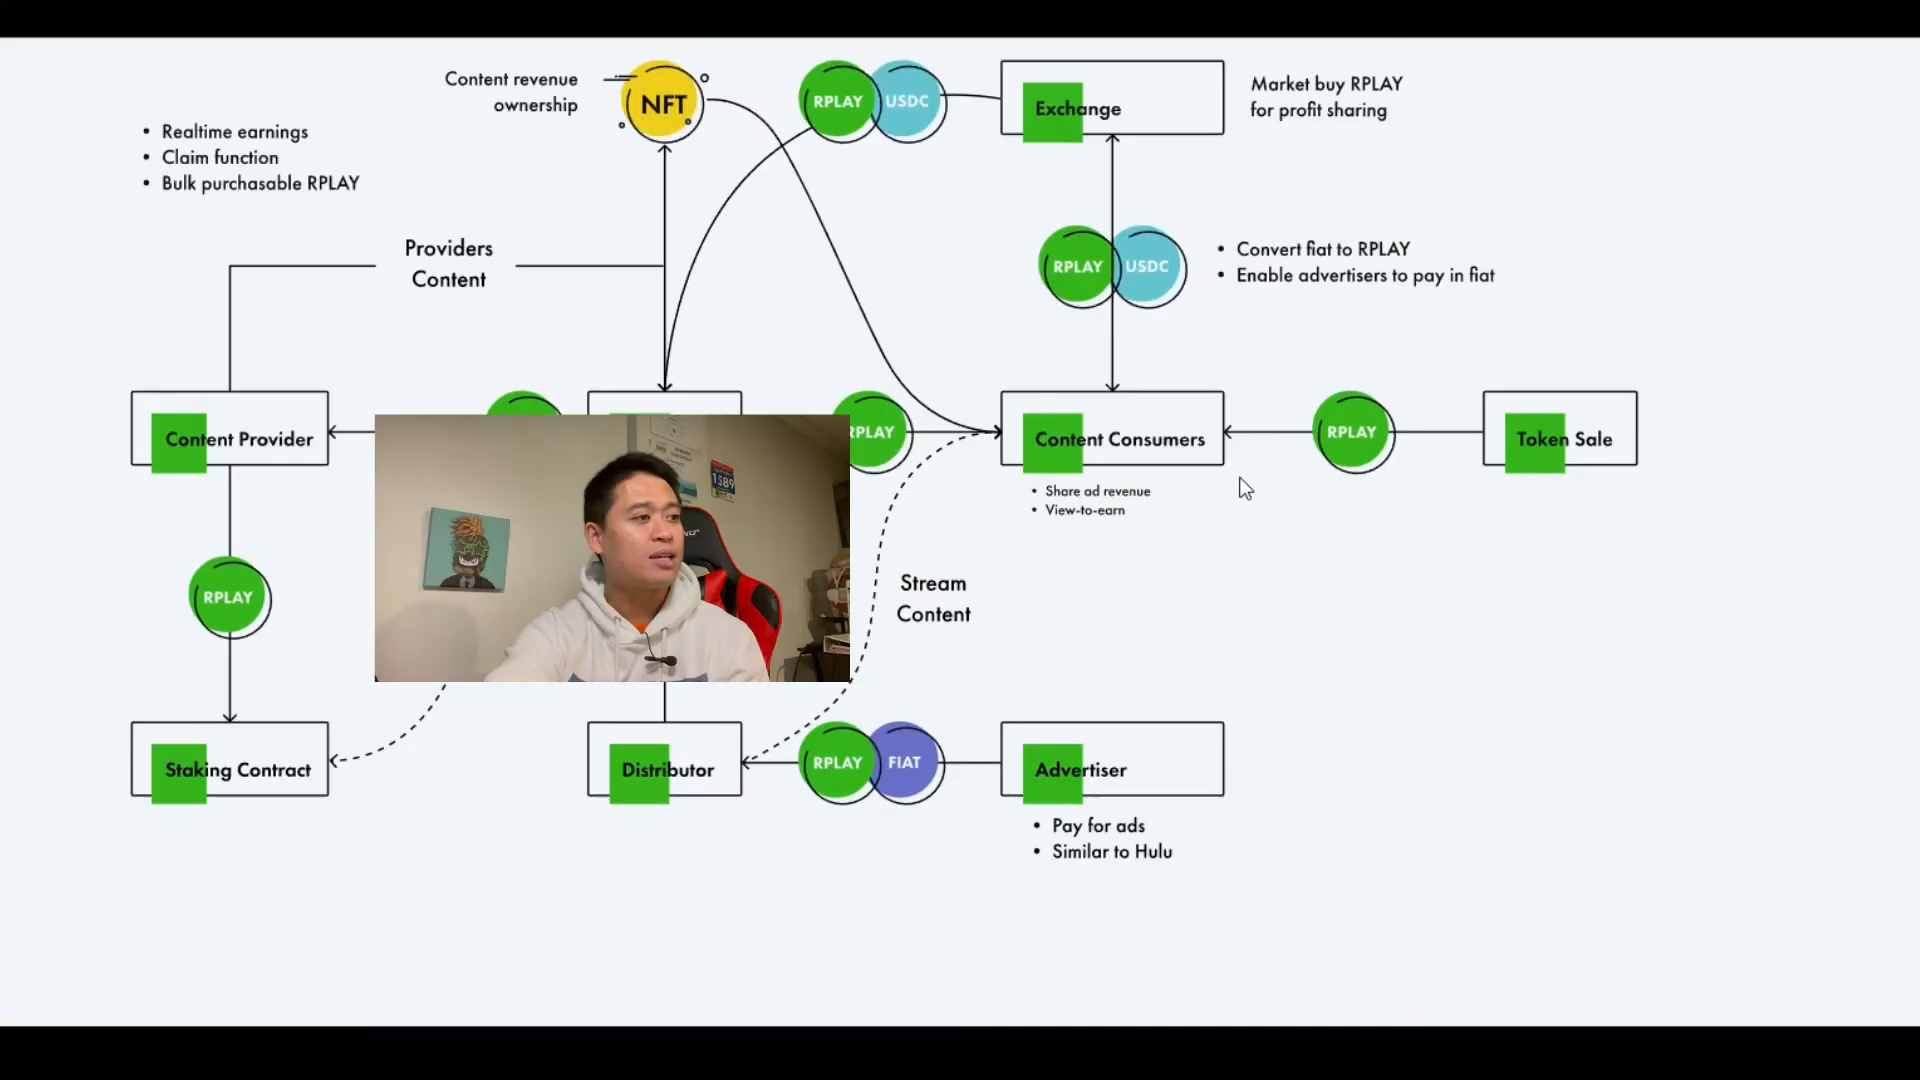 Content revenue
ownership
NFT
RPLAY
USDC
Exchange
Market buy RPLAY
for profit sharing
• Realtime earnings
• Claim function
• Bulk purchasable RPLAY
Providers
Content
RPLAY
USDC
• Convert fiat to RPLAY
• Enable advertisers to pay in fiat
Content Provider
RPLAY
Content Consumers
RPLAY
Token Sale
• Share ad revenue
• View-to-earn
1589
Stream
Content
RPLAY
Staking Contract
Distributor
RPLAY
FIAT
Advertiser
• Pay for ads
• Similar to Hulu